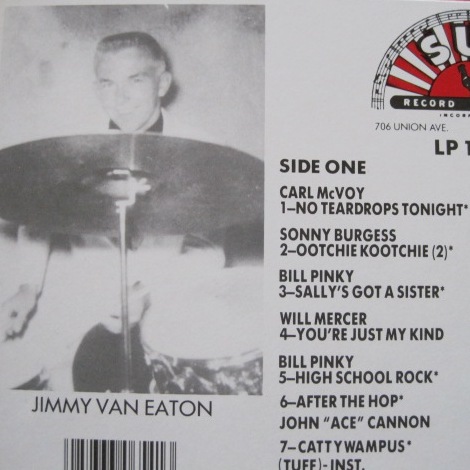 SU
RECORD
INCORPO
706 UNION AVE.
LP 1
SIDE ONE
CARL McVOY
1–NO TEARDROPS TONIGHT*
SONNY BURGESS
2–OOTCHIE KOOTCHIE (2)*
BILL PINKY
3–SALLY'S GOT A SISTER*
WILL MERCER
4–YOU'RE JUST MY KIND
BILL PINKY
5–HIGH SCHOOL ROCK*
6–AFTER THE HOP*
JOHN "ACE" CANNON
7–CATTYWAMPUS*
(TUFF)- INST.
JIMMY VAN EATON